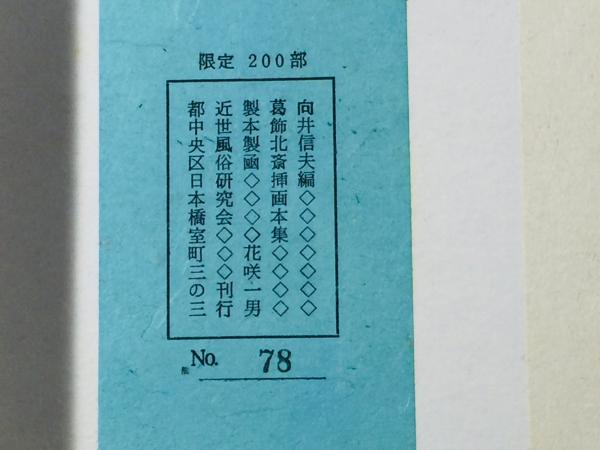 限定 200部
向井信夫編◇◇◇◇◇◇◇
葛飾北斎挿画本集◇◇◇◇
製本製凾◇◇◇◇花咲一男
近世風俗研究会◇◇◇刊行
都中央区日本橋室町三の三
No. 78